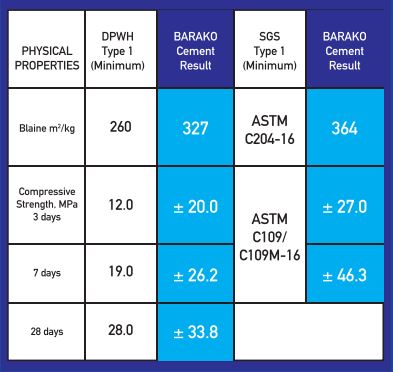 PHYSICAL
PROPERTIES
DPWH
Type 1
(Minimum)
BARAKO
Cement
Result
SGS
Type 1
(Minimum)
BARAKO
Cement
Result
Blaine m²/kg
260
327
ASTM
C204-16
364
Compressive
Strength, MPa
3 days
12.0
± 20.0
ASTM
C109/
C109M-16
± 27.0
7 days
19.0
± 26.2
± 46.3
28 days
28.0
± 33.8